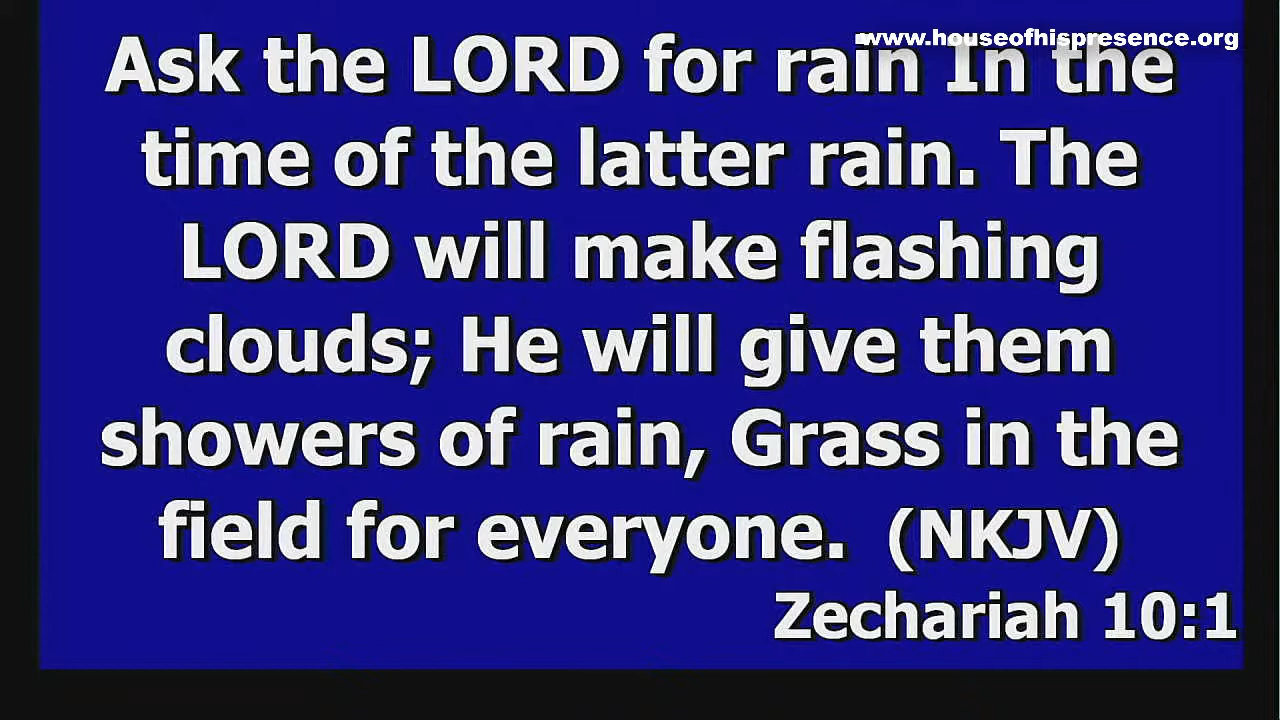 www.houseofhispresence.org
Ask the LORD for rain In the
time of the latter rain. The
LORD will make flashing
clouds; He will give them
showers of rain, Grass in the
field for everyone. (NKJV)
Zechariah 10:1